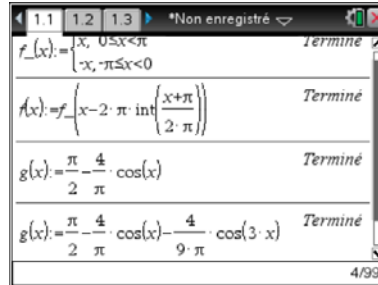 1.1 1.2 1.3 *Non enregistré
f_(x):={x, 0≤x<π Terminé
-x,-π≤x<0
f(x):=f_(x-2·π·int((x+π)/(2·π))) Terminé
g(x):=π/2-4/π·cos(x) Terminé
g(x):=π/2-4/π·cos(x)-4/(9·π)·cos(3·x) Terminé
4/99